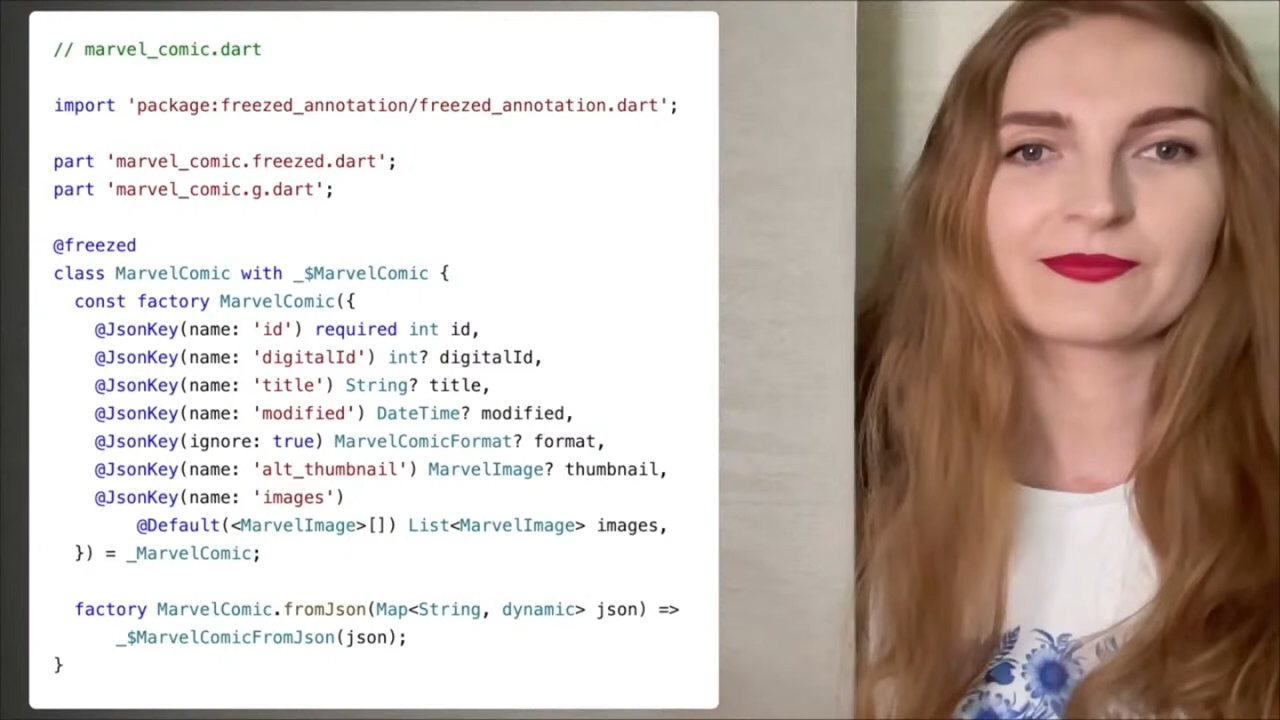 // marvel_comic.dart
import 'package:freezed_annotation/freezed_annotation.dart';
part 'marvel_comic.freezed.dart';
part 'marvel_comic.g.dart';
@freezed
class MarvelComic with _$MarvelComic {
  const factory MarvelComic({
    @JsonKey(name: 'id') required int id,
    @JsonKey(name: 'digitalId') int? digitalId,
    @JsonKey(name: 'title') String? title,
    @JsonKey(name: 'modified') DateTime? modified,
    @JsonKey(ignore: true) MarvelComicFormat? format,
    @JsonKey(name: 'alt_thumbnail') MarvelImage? thumbnail,
    @JsonKey(name: 'images')
        @Default(<MarvelImage>[]) List<MarvelImage> images,
  }) = _MarvelComic;
  factory MarvelComic.fromJson(Map<String, dynamic> json) =>
      _$MarvelComicFromJson(json);
}